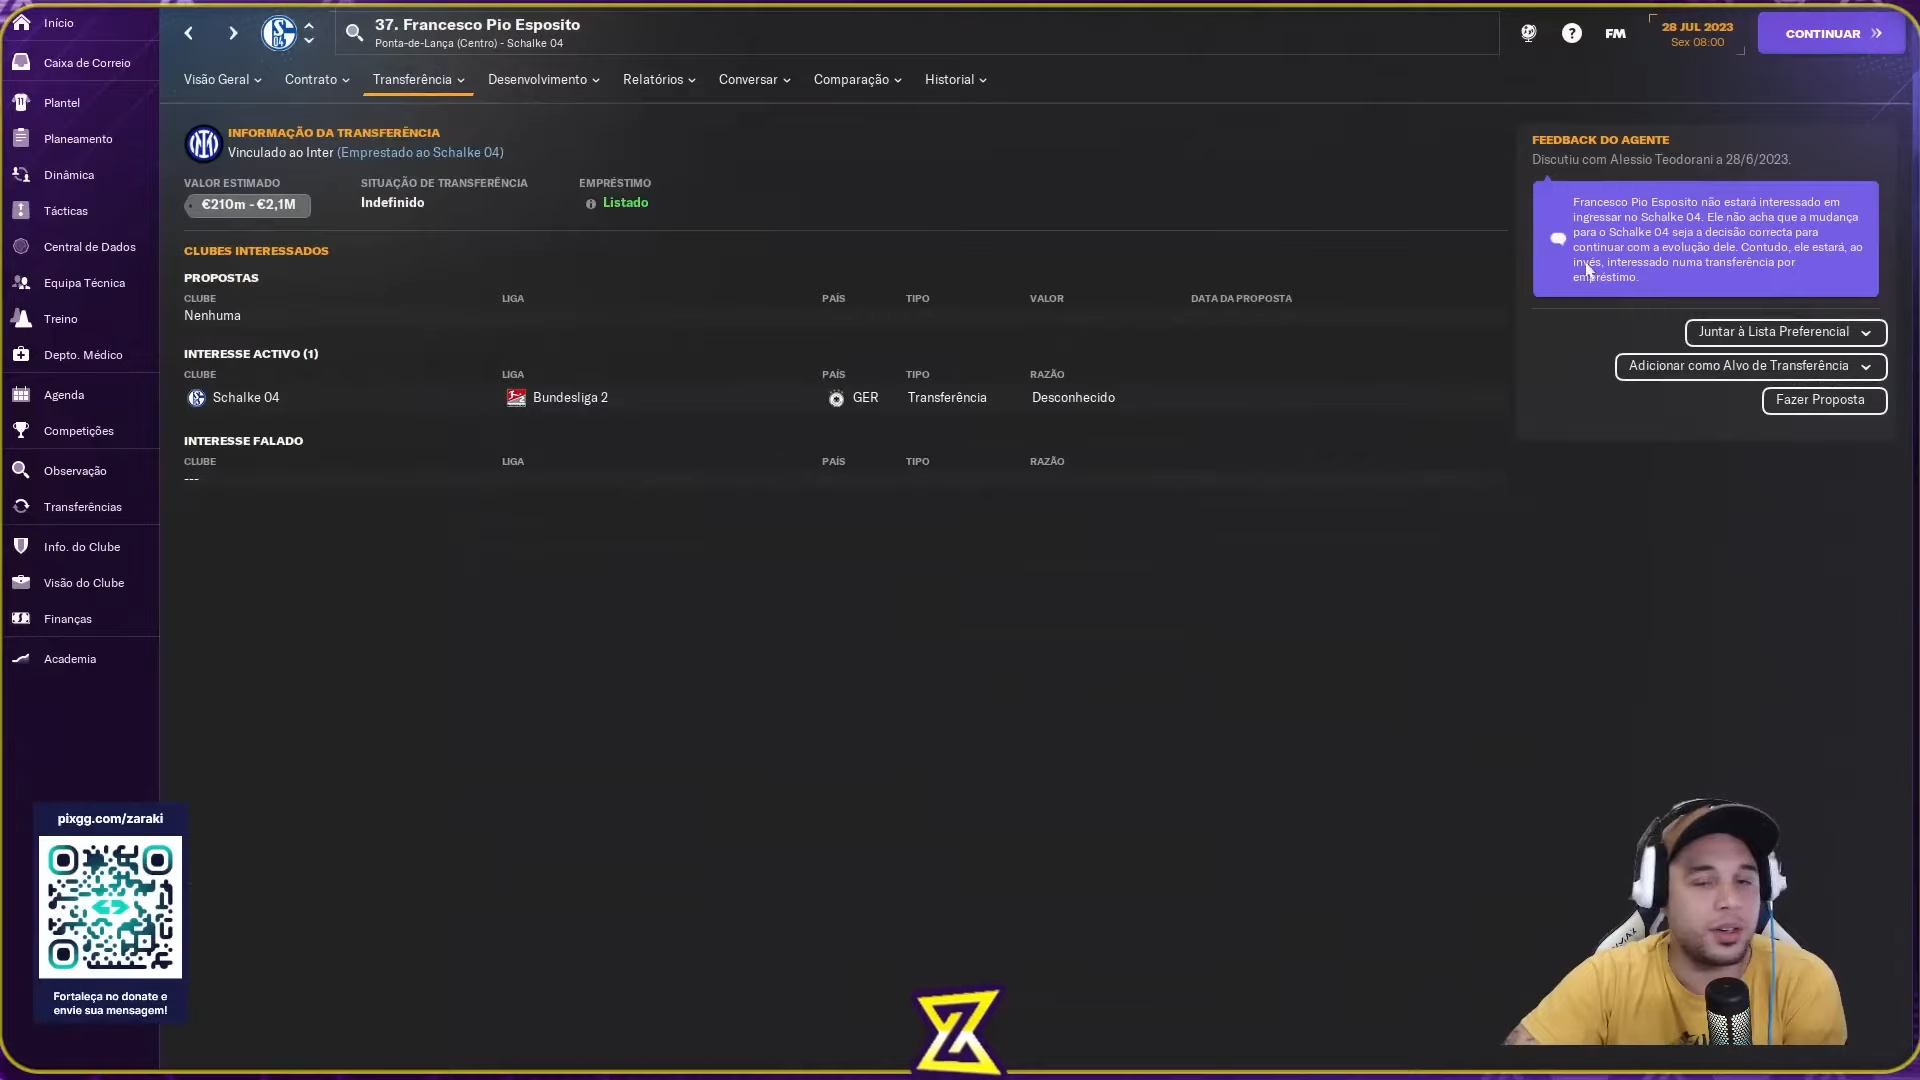 Início
Caixa de Correio
Plantel
Planeamento
Dinâmica
Tácticas
Central de Dados
Equipa Técnica
Treino
Depto. Médico
Agenda
Competições
Observação
Transferências
Info. do Clube
Visão do Clube
Finanças
Academia
37. Francesco Pio Esposito
Ponta-de-Lança (Centro) - Schalke 04
FM
28 JUL 2023
Sex 08:00
CONTINUAR
Visão Geral
Contrato
Transferência
Desenvolvimento
Relatórios
Conversar
Comparação
Historial
INFORMAÇÃO DA TRANSFERÊNCIA
Vinculado ao Inter (Emprestado ao Schalke 04)
VALOR ESTIMADO
SITUAÇÃO DE TRANSFERÊNCIA
EMPRÉSTIMO
€210m - €2,1M
Indefinido
Listado
CLUBES INTERESSADOS
PROPOSTAS
CLUBE LIGA PAÍS TIPO VALOR DATA DA PROPOSTA
Nenhuma
INTERESSE ACTIVO (1)
CLUBE LIGA PAÍS TIPO RAZÃO
Schalke 04 Bundesliga 2 GER Transferência Desconhecido
INTERESSE FALADO
CLUBE LIGA PAÍS TIPO RAZÃO
---
FEEDBACK DO AGENTE
Discutiu com Alessio Teodorani a 28/6/2023.
Francesco Pio Esposito não estará interessado em
ingressar no Schalke 04. Ele não acha que a mudança
para o Schalke 04 seja a decisão correcta para
continuar com a evolução dele. Contudo, ele estará, ao
invés, interessado numa transferência por
empréstimo.
Juntar à Lista Preferencial
Adicionar como Alvo de Transferência
Fazer Proposta
pixgg.com/zaraki
Fortaleça no donate e
envie sua mensagem!